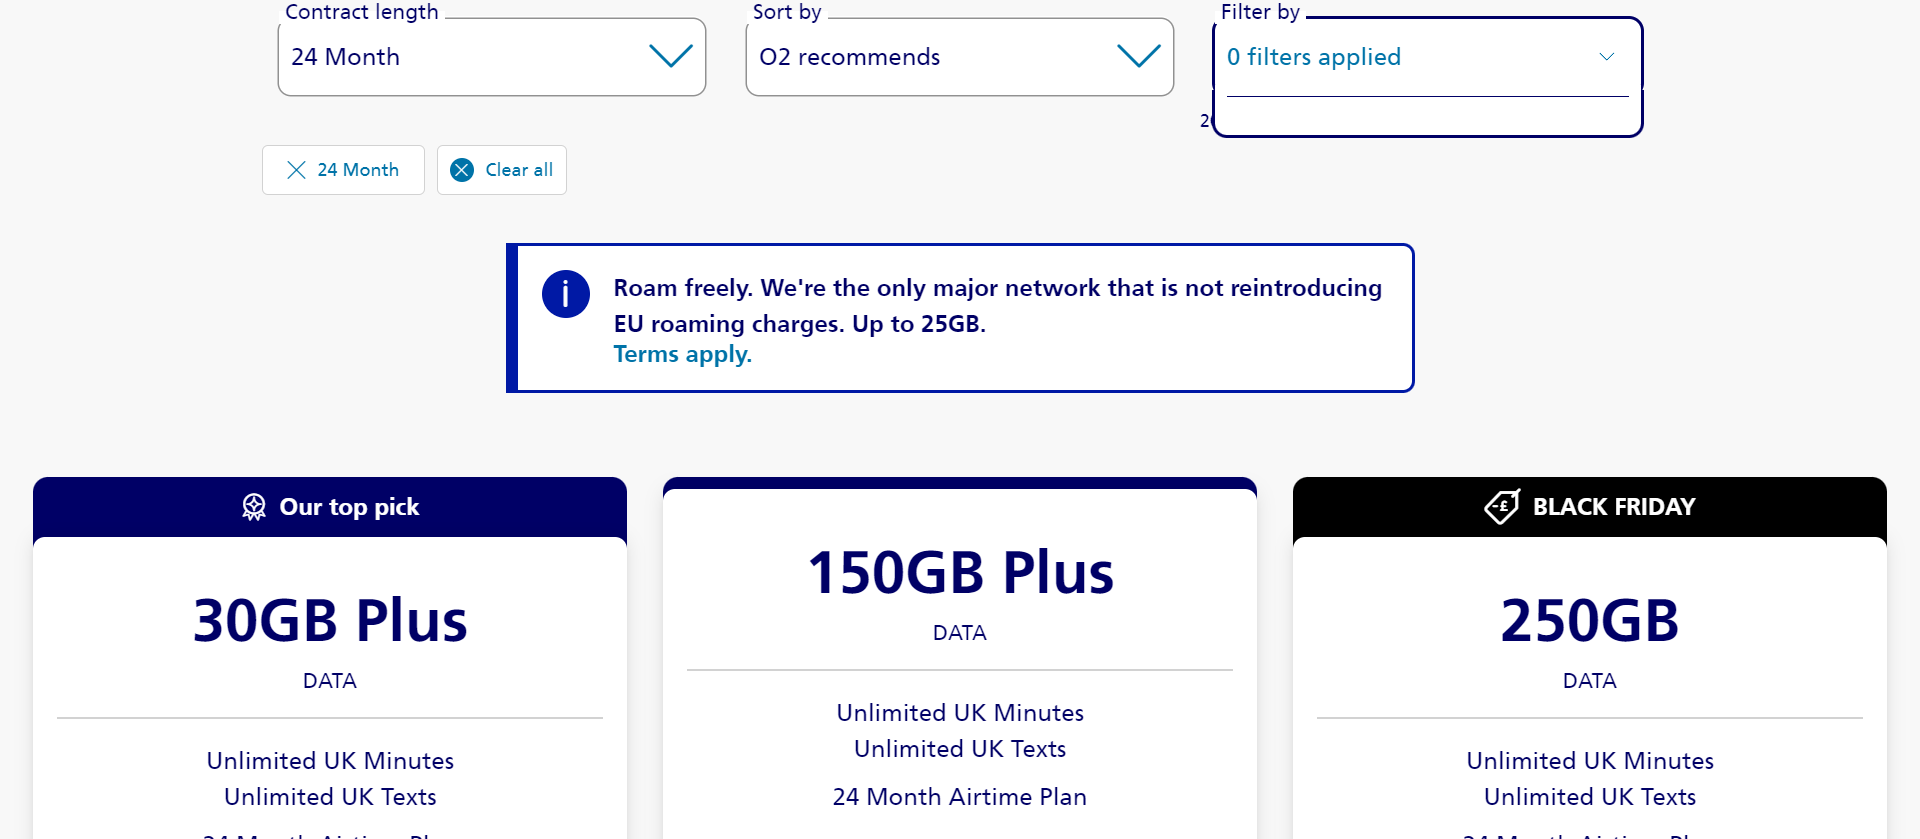 Contract length
24 Month
Sort by
O2 recommends
Filter by
0 filters applied
24 Month
Clear all
Roam freely. We're the only major network that is not reintroducing
EU roaming charges. Up to 25GB.
Terms apply.
Our top pick
30GB Plus
DATA
Unlimited UK Minutes
Unlimited UK Texts
150GB Plus
DATA
Unlimited UK Minutes
Unlimited UK Texts
24 Month Airtime Plan
BLACK FRIDAY
250GB
DATA
Unlimited UK Minutes
Unlimited UK Texts